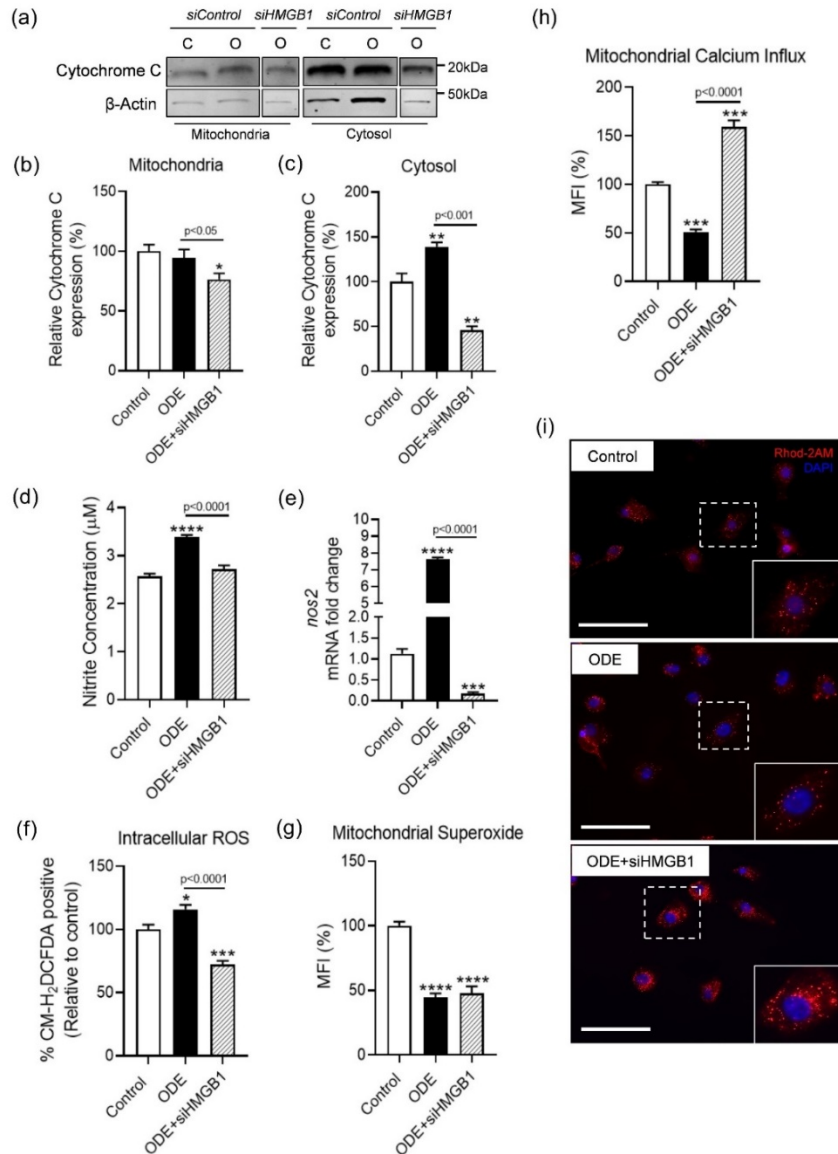 (a)
siControl siHMGB1 siControl siHMGB1
C O O C O O
Cytochrome C
20kDa
β-Actin
50kDa
Mitochondria Cytosol
(b)
Mitochondria
Relative Cytochrome C
expression (%)
150
100
50
0
p<0.05
*
Control
ODE
ODE+siHMGB1
(c)
Cytosol
Relative Cytochrome C
expression (%)
150
100
50
0
p<0.001
**
**
Control
ODE
ODE+siHMGB1
(d)
Nitrite Concentration (μM)
4
3
2
1
0
p<0.0001
****
Control
ODE
ODE+siHMGB1
(e)
nos2
mRNA fold change
10
9
8
7
6
5
4
3
2
1.5
1.0
0.5
0.0
p<0.0001
****
***
Control
ODE
ODE+siHMGB1
(f)
Intracellular ROS
% CM-H₂DCFDA positive
(Relative to control)
150
100
50
0
p<0.0001
*
***
Control
ODE
ODE+siHMGB1
(g)
Mitochondrial Superoxide
MFI (%)
150
100
50
0
****
****
Control
ODE
ODE+siHMGB1
(h)
Mitochondrial Calcium Influx
MFI (%)
200
150
100
50
0
p<0.0001
***
***
Control
ODE
ODE+siHMGB1
(i)
Control
Rhod-2AM
DAPI
ODE
ODE+siHMGB1